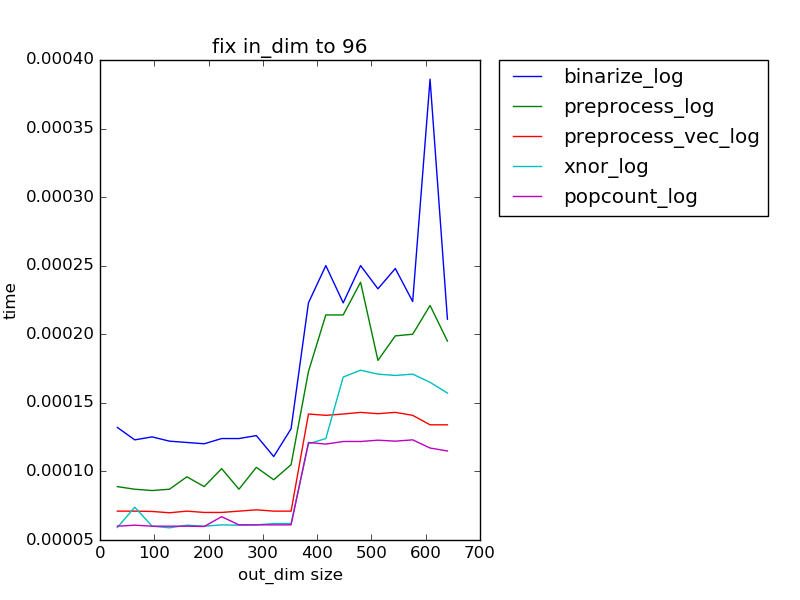 fix in_dim to 96
0.00040
0.00035
0.00030
0.00025
0.00020
0.00015
0.00010
0.00005
time
0 100 200 300 400 500 600 700
out_dim size
binarize_log
preprocess_log
preprocess_vec_log
xnor_log
popcount_log